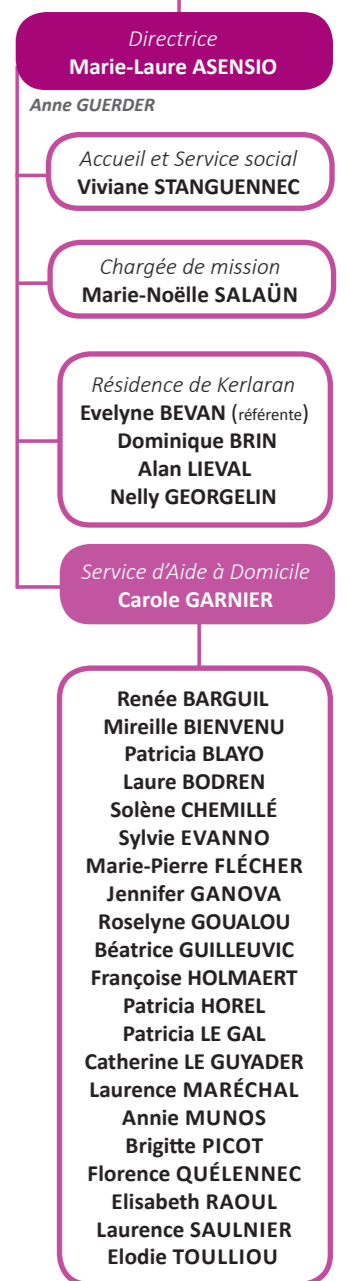 Directrice
Marie-Laure ASENSIO
Anne GUERDER
Accueil et Service social
Viviane STANGUENNEC
Chargée de mission
Marie-Noëlle SALAÜN
Résidence de Kerlaran
Evelyne BEVAN (référente)
Dominique BRIN
Alan LIEVAL
Nelly GEORGELIN
Service d'Aide à Domicile
Carole GARNIER
Renée BARGUIL
Mireille BIENVENU
Patricia BLAYO
Laure BODREN
Solène CHEMILLÉ
Sylvie EVANNO
Marie-Pierre FLÉCHER
Jennifer GANOVA
Roselyne GOUALOU
Béatrice GUILLEUVIC
Françoise HOLMAERT
Patricia HOREL
Patricia LE GAL
Catherine LE GUYADER
Laurence MARÉCHAL
Annie MUNOS
Brigitte PICOT
Florence QUÉLENNEC
Elisabeth RAOUL
Laurence SAULNIER
Elodie TOULLIOU